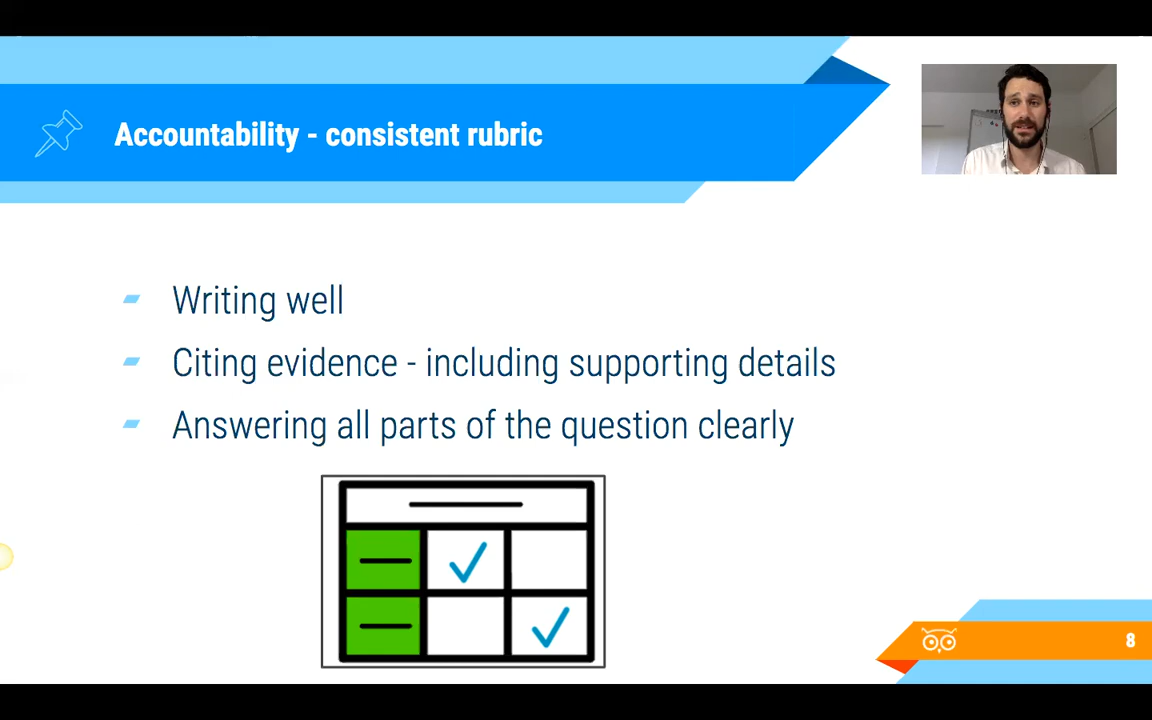 Accountability - consistent rubric
Writing well
Citing evidence - including supporting details
Answering all parts of the question clearly
8